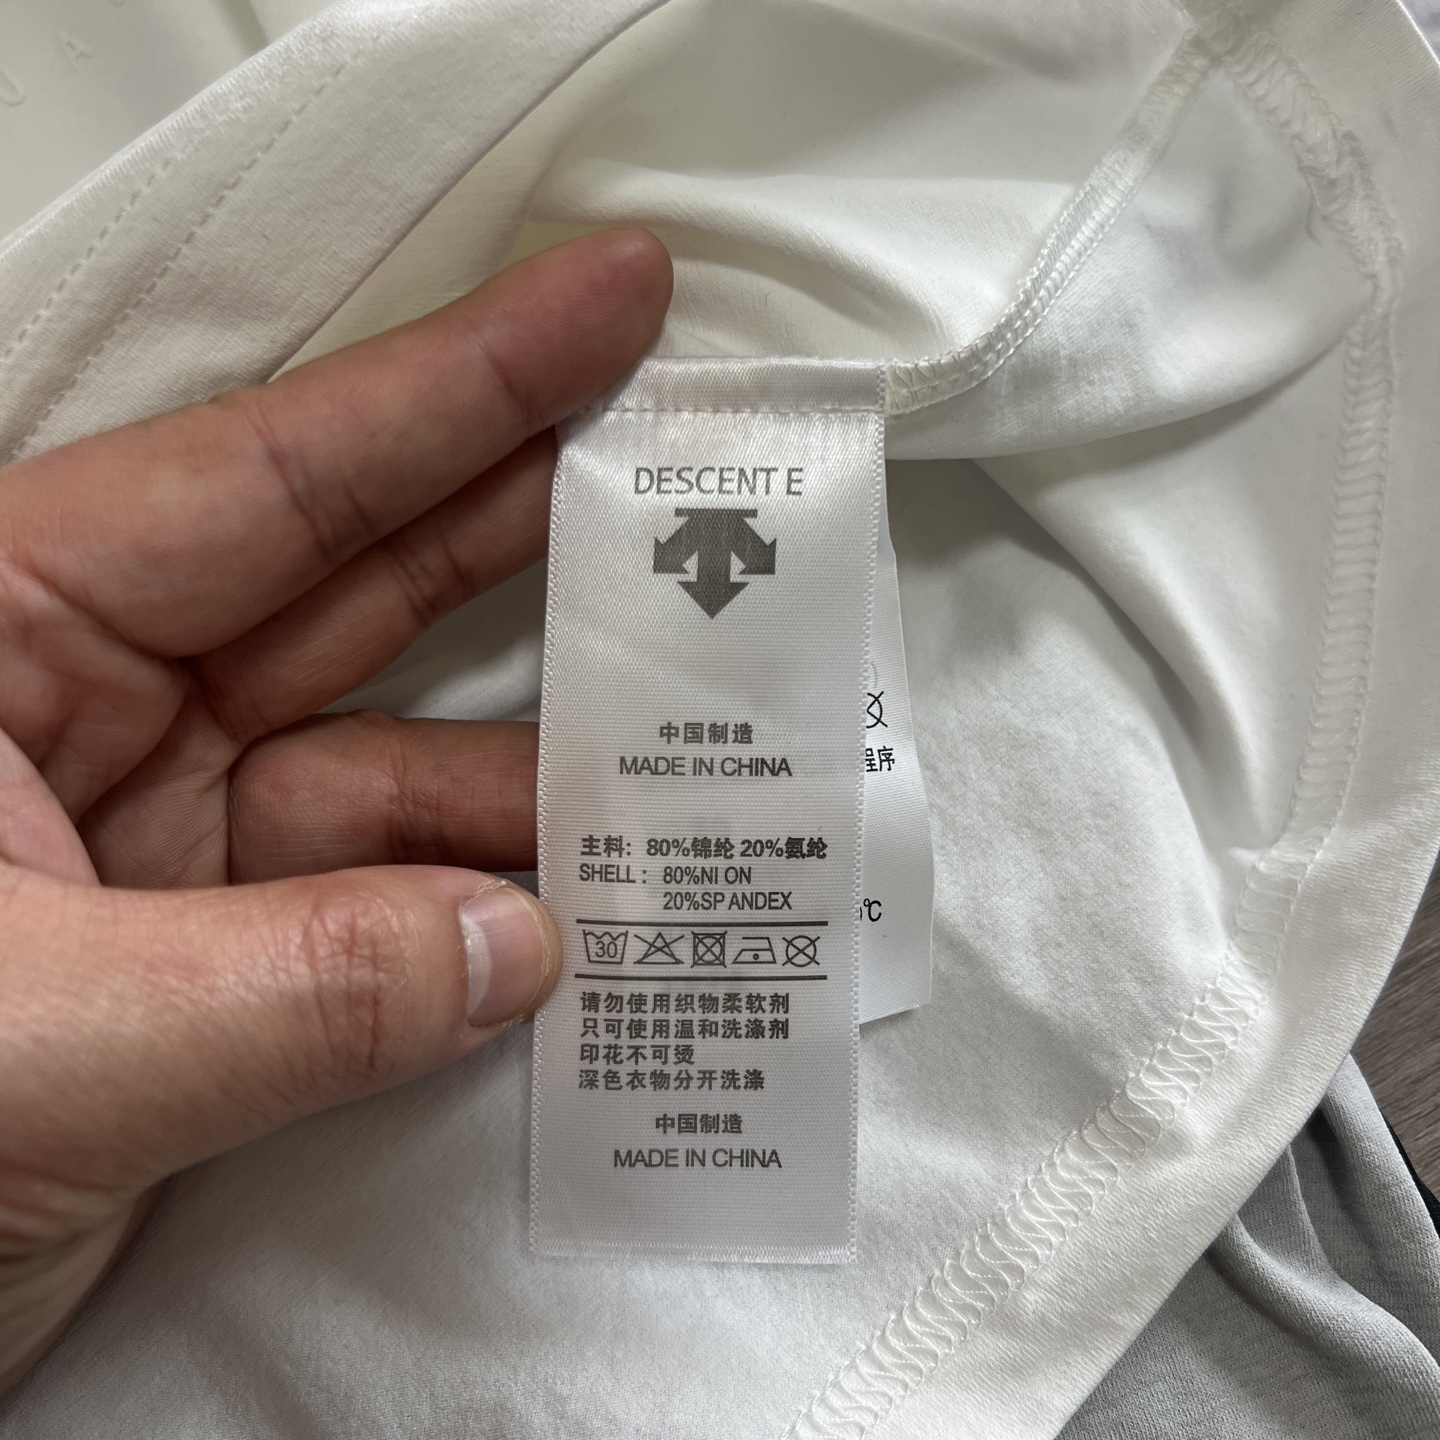 DESCENT E
中国制造
MADE IN CHINA
主料: 80%锦纶 20%氨纶
SHELL : 80%NI ON
20%SP ANDEX
30
请勿使用织物柔软剂
只可使用温和洗涤剂
印花不可烫
深色衣物分开洗涤
中国制造
MADE IN CHINA
程序
℃